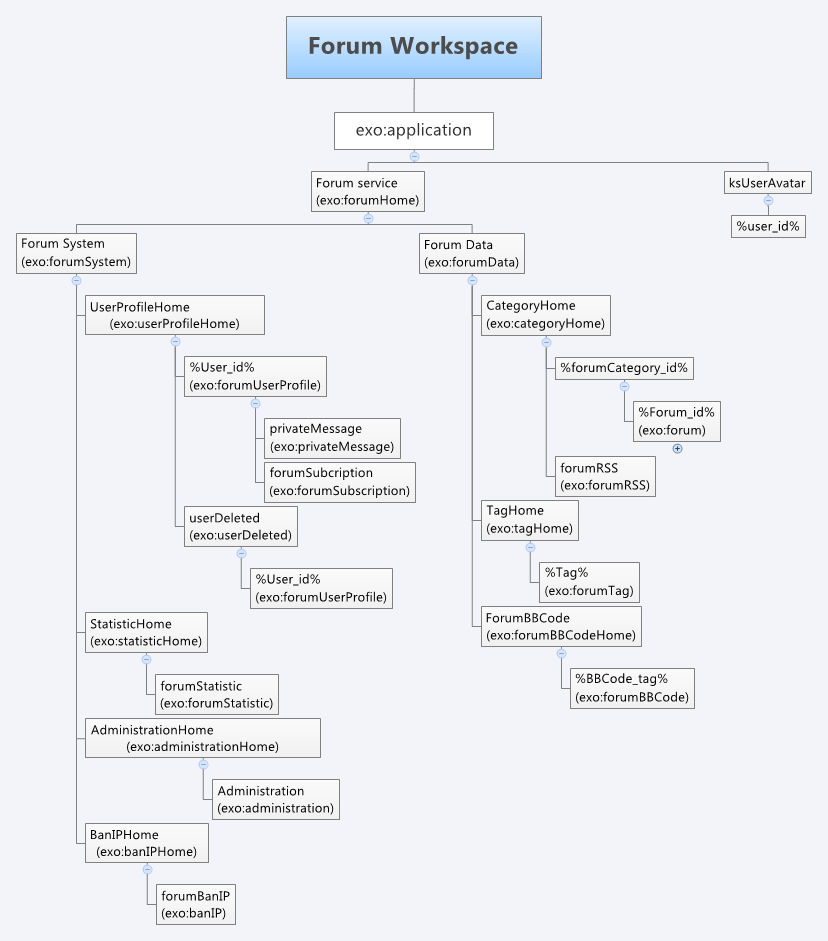 Forum Workspace
exo:application
Forum service
(exo:forumHome)
ksUserAvatar
%user_id%
Forum System
(exo:forumSystem)
UserProfileHome
(exo:userProfileHome)
%User_id%
(exo:forumUserProfile)
privateMessage
(exo:privateMessage)
forumSubcription
(exo:forumSubscription)
userDeleted
(exo:userDeleted)
%User_id%
(exo:forumUserProfile)
StatisticHome
(exo:statisticHome)
forumStatistic
(exo:forumStatistic)
AdministrationHome
(exo:administrationHome)
Administration
(exo:administration)
BanIPHome
(exo:banIPHome)
forumBanIP
(exo:banIP)
Forum Data
(exo:forumData)
CategoryHome
(exo:categoryHome)
%forumCategory_id%
%Forum_id%
(exo:forum)
forumRSS
(exo:forumRSS)
TagHome
(exo:tagHome)
%Tag%
(exo:forumTag)
ForumBBCode
(exo:forumBBCodeHome)
%BBCode_tag%
(exo:forumBBCode)